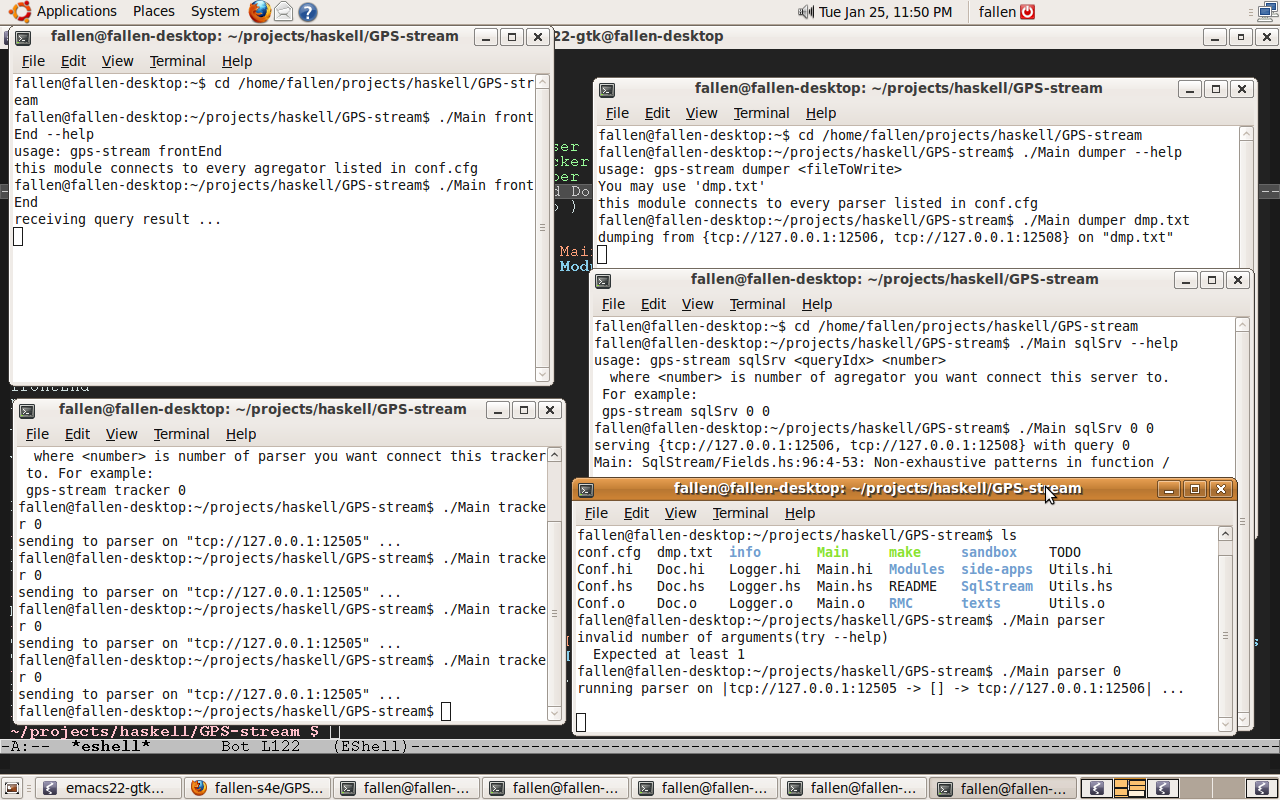 Applications Places System Tue Jan 25, 11:50 PM fallen
22-gtk@fallen-desktop
fallen@fallen-desktop: ~/projects/haskell/GPS-stream
File Edit View Terminal Help
fallen@fallen-desktop:~$ cd /home/fallen/projects/haskell/GPS-str
eam
fallen@fallen-desktop:~/projects/haskell/GPS-stream$ ./Main front
End --help
usage: gps-stream frontEnd
this module connects to every agregator listed in conf.cfg
fallen@fallen-desktop:~/projects/haskell/GPS-stream$ ./Main front
End
receiving query result ...
fallen@fallen-desktop: ~/projects/haskell/GPS-stream
File Edit View Terminal Help
fallen@fallen-desktop:~$ cd /home/fallen/projects/haskell/GPS-stream
fallen@fallen-desktop:~/projects/haskell/GPS-stream$ ./Main dumper --help
usage: gps-stream dumper <fileToWrite>
You may use 'dmp.txt'
this module connects to every parser listed in conf.cfg
fallen@fallen-desktop:~/projects/haskell/GPS-stream$ ./Main dumper dmp.txt
dumping from {tcp://127.0.0.1:12506, tcp://127.0.0.1:12508} on "dmp.txt"
fallen@fallen-desktop: ~/projects/haskell/GPS-stream
File Edit View Terminal Help
fallen@fallen-desktop:~$ cd /home/fallen/projects/haskell/GPS-stream
fallen@fallen-desktop:~/projects/haskell/GPS-stream$ ./Main sqlSrv --help
usage: gps-stream sqlSrv <queryIdx> <number>
where <number> is number of agregator you want connect this server to.
For example:
gps-stream sqlSrv 0 0
fallen@fallen-desktop:~/projects/haskell/GPS-stream$ ./Main sqlSrv 0 0
serving {tcp://127.0.0.1:12506, tcp://127.0.0.1:12508} with query 0
Main: SqlStream/Fields.hs:96:4-53: Non-exhaustive patterns in function /
fallen@fallen-desktop: ~/projects/haskell/GPS-stream
File Edit View Terminal Help
where <number> is number of parser you want connect this tracker
to. For example:
gps-stream tracker 0
fallen@fallen-desktop:~/projects/haskell/GPS-stream$ ./Main tracke
r 0
sending to parser on "tcp://127.0.0.1:12505" ...
fallen@fallen-desktop:~/projects/haskell/GPS-stream$ ./Main tracke
r 0
sending to parser on "tcp://127.0.0.1:12505" ...
fallen@fallen-desktop:~/projects/haskell/GPS-stream$ ./Main tracke
r 0
sending to parser on "tcp://127.0.0.1:12505" ...
fallen@fallen-desktop:~/projects/haskell/GPS-stream$ ./Main tracke
r 0
sending to parser on "tcp://127.0.0.1:12505" ...
fallen@fallen-desktop:~/projects/haskell/GPS-stream$
fallen@fallen-desktop: ~/projects/haskell/GPS-stream
File Edit View Terminal Help
fallen@fallen-desktop:~/projects/haskell/GPS-stream$ ls
conf.cfg dmp.txt info Main make sandbox TODO
Conf.hi Doc.hi Logger.hi Main.hi Modules side-apps Utils.hi
Conf.hs Doc.hs Logger.hs Main.hs README SqlStream Utils.hs
Conf.o Doc.o Logger.o Main.o RMC texts Utils.o
fallen@fallen-desktop:~/projects/haskell/GPS-stream$ ./Main parser
invalid number of arguments(try --help)
Expected at least 1
fallen@fallen-desktop:~/projects/haskell/GPS-stream$ ./Main parser 0
running parser on |tcp://127.0.0.1:12505 -> [] -> tcp://127.0.0.1:12506| ...
~/projects/haskell/GPS-stream $
-A:-- *eshell* Bot L122 (EShell)
emacs22-gtk... fallen-s4e/GPS... fallen@fallen-... fallen@fallen-... fallen@fallen-... fallen@fallen-... fallen@fallen-...